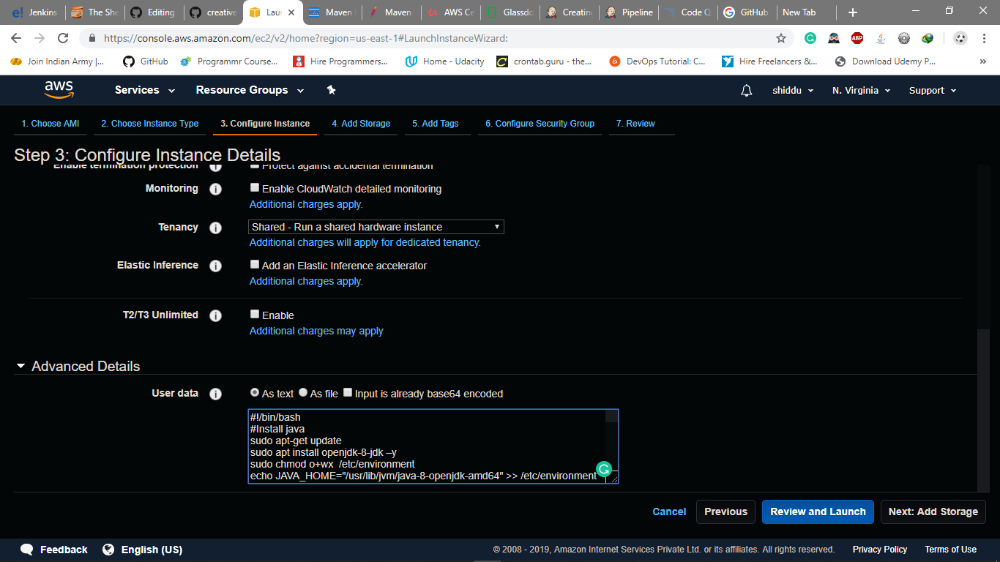 Jenkins
The She
Editing
creative
Laun
Maven
Maven
AWS Ce
Glassdo
Creating
Pipeline
Code Q
GitHub
New Tab
https://console.aws.amazon.com/ec2/v2/home?region=us-east-1#LaunchInstanceWizard:
ABP
Join Indian Army |...
GitHub
Programmr Course...
Hire Programmers...
Home - Udacity
crontab.guru - the...
DevOps Tutorial: C...
Hire Freelancers &...
Download Udemy P...
aws
Services
Resource Groups
shiddu
N. Virginia
Support
1. Choose AMI
2. Choose Instance Type
3. Configure Instance
4. Add Storage
5. Add Tags
6. Configure Security Group
7. Review
Step 3: Configure Instance Details
Enable termination protection
Protect against accidental termination
Monitoring
Enable CloudWatch detailed monitoring
Additional charges apply.
Tenancy
Shared - Run a shared hardware instance
Additional charges will apply for dedicated tenancy.
Elastic Inference
Add an Elastic Inference accelerator
Additional charges apply.
T2/T3 Unlimited
Enable
Additional charges may apply
Advanced Details
User data
As text
As file
Input is already base64 encoded
#!/bin/bash
#Install java
sudo apt-get update
sudo apt install openjdk-8-jdk –y
sudo chmod o+wx  /etc/environment
echo JAVA_HOME="/usr/lib/jvm/java-8-openjdk-amd64" >> /etc/environment
Cancel
Previous
Review and Launch
Next: Add Storage
Feedback
English (US)
© 2008 - 2019, Amazon Internet Services Private Ltd. or its affiliates. All rights reserved.
Privacy Policy
Terms of Use